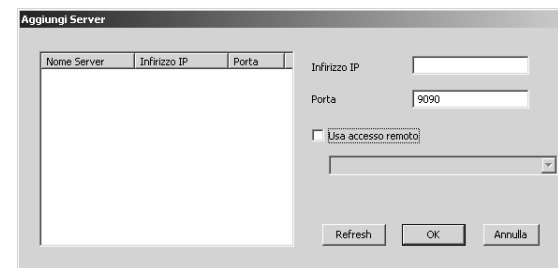 Aggiungi Server
Nome Server Infirizzo IP Porta
Infirizzo IP
Porta 9090
Usa accesso remoto
Refresh OK Annulla